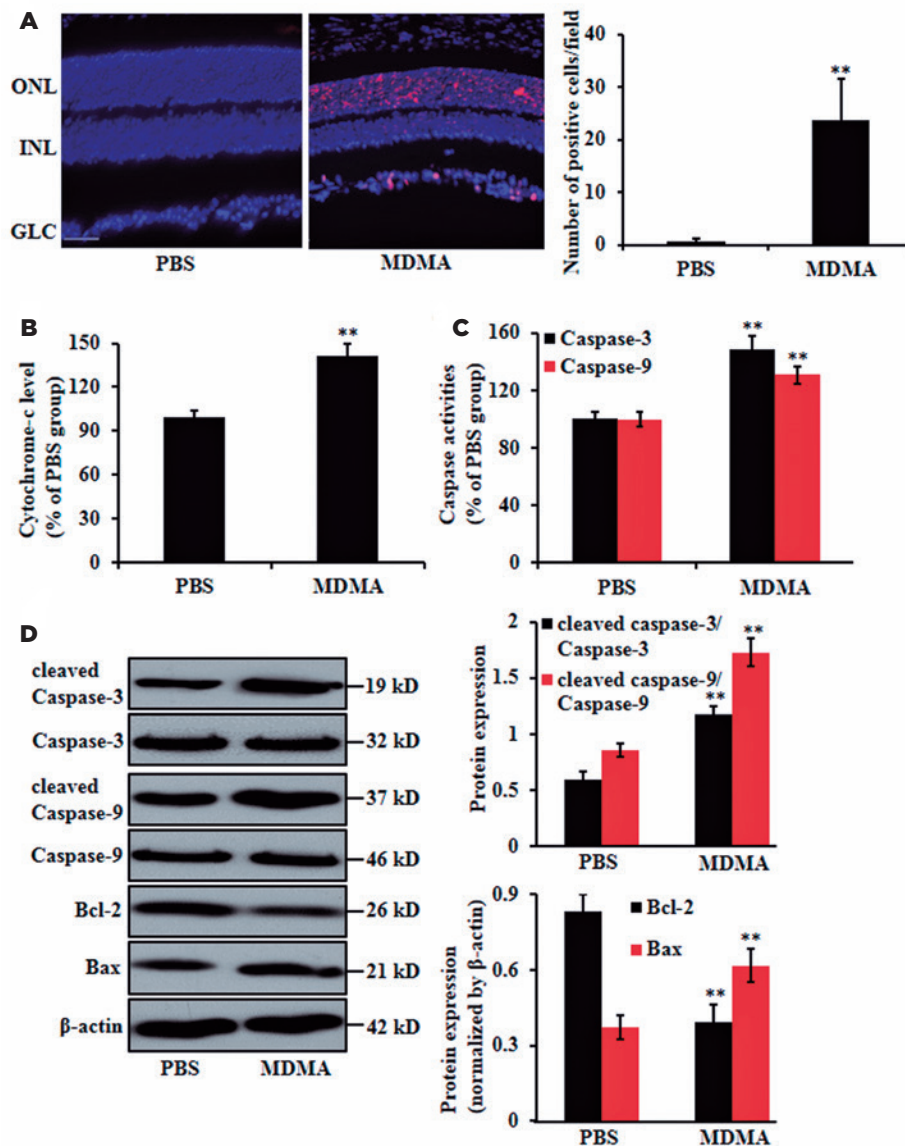 A
ONL
INL
GLC
PBS
MDMA
Number of positive cells/field
40
30
20
10
0
**
PBS
MDMA
B
Cytochrome-c level
(% of PBS group)
150
120
90
60
30
0
**
PBS
MDMA
C
Caspase activities
(% of PBS group)
160
120
80
40
0
Caspase-3
Caspase-9
**
**
PBS
MDMA
D
cleaved
Caspase-3
19 kD
Caspase-3
32 kD
cleaved
Caspase-9
37 kD
Caspase-9
46 kD
Bcl-2
26 kD
Bax
21 kD
β-actin
42 kD
PBS
MDMA
Protein expression
2
1.5
1
0.5
0
cleaved caspase-3/
Caspase-3
cleaved caspase-9/
Caspase-9
**
**
PBS
MDMA
Protein expression
(normalized by β-actin)
0.9
0.6
0.3
0
Bcl-2
Bax
**
**
PBS
MDMA